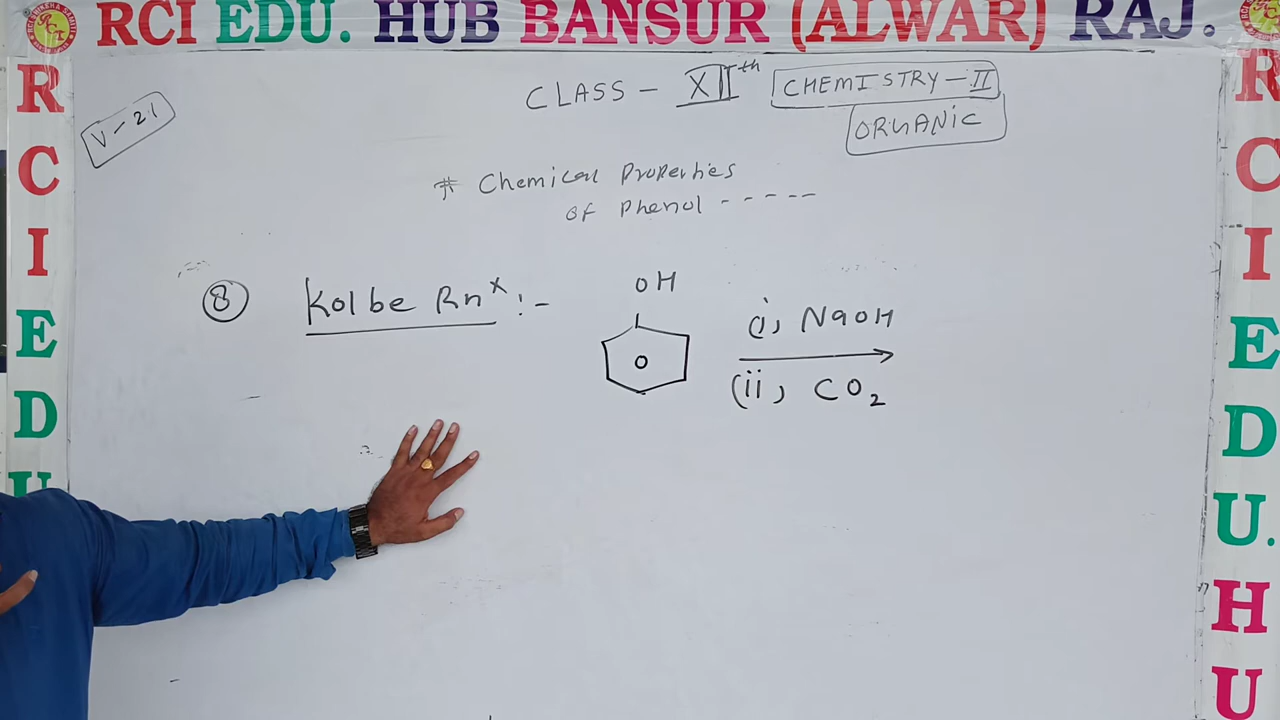 RCI EDU. HUB BANSUR (ALWAR) RAJ.
R
C
I
E
D
U
CLASS - XIIth CHEMISTRY-II
ORGANIC
V-21
# Chemical Properties
of Phenol - - - - -
8 Kolbe Rnx :-
OH
(i) NaOH
(ii) CO2
R
C
I
E
D
U.
H
U